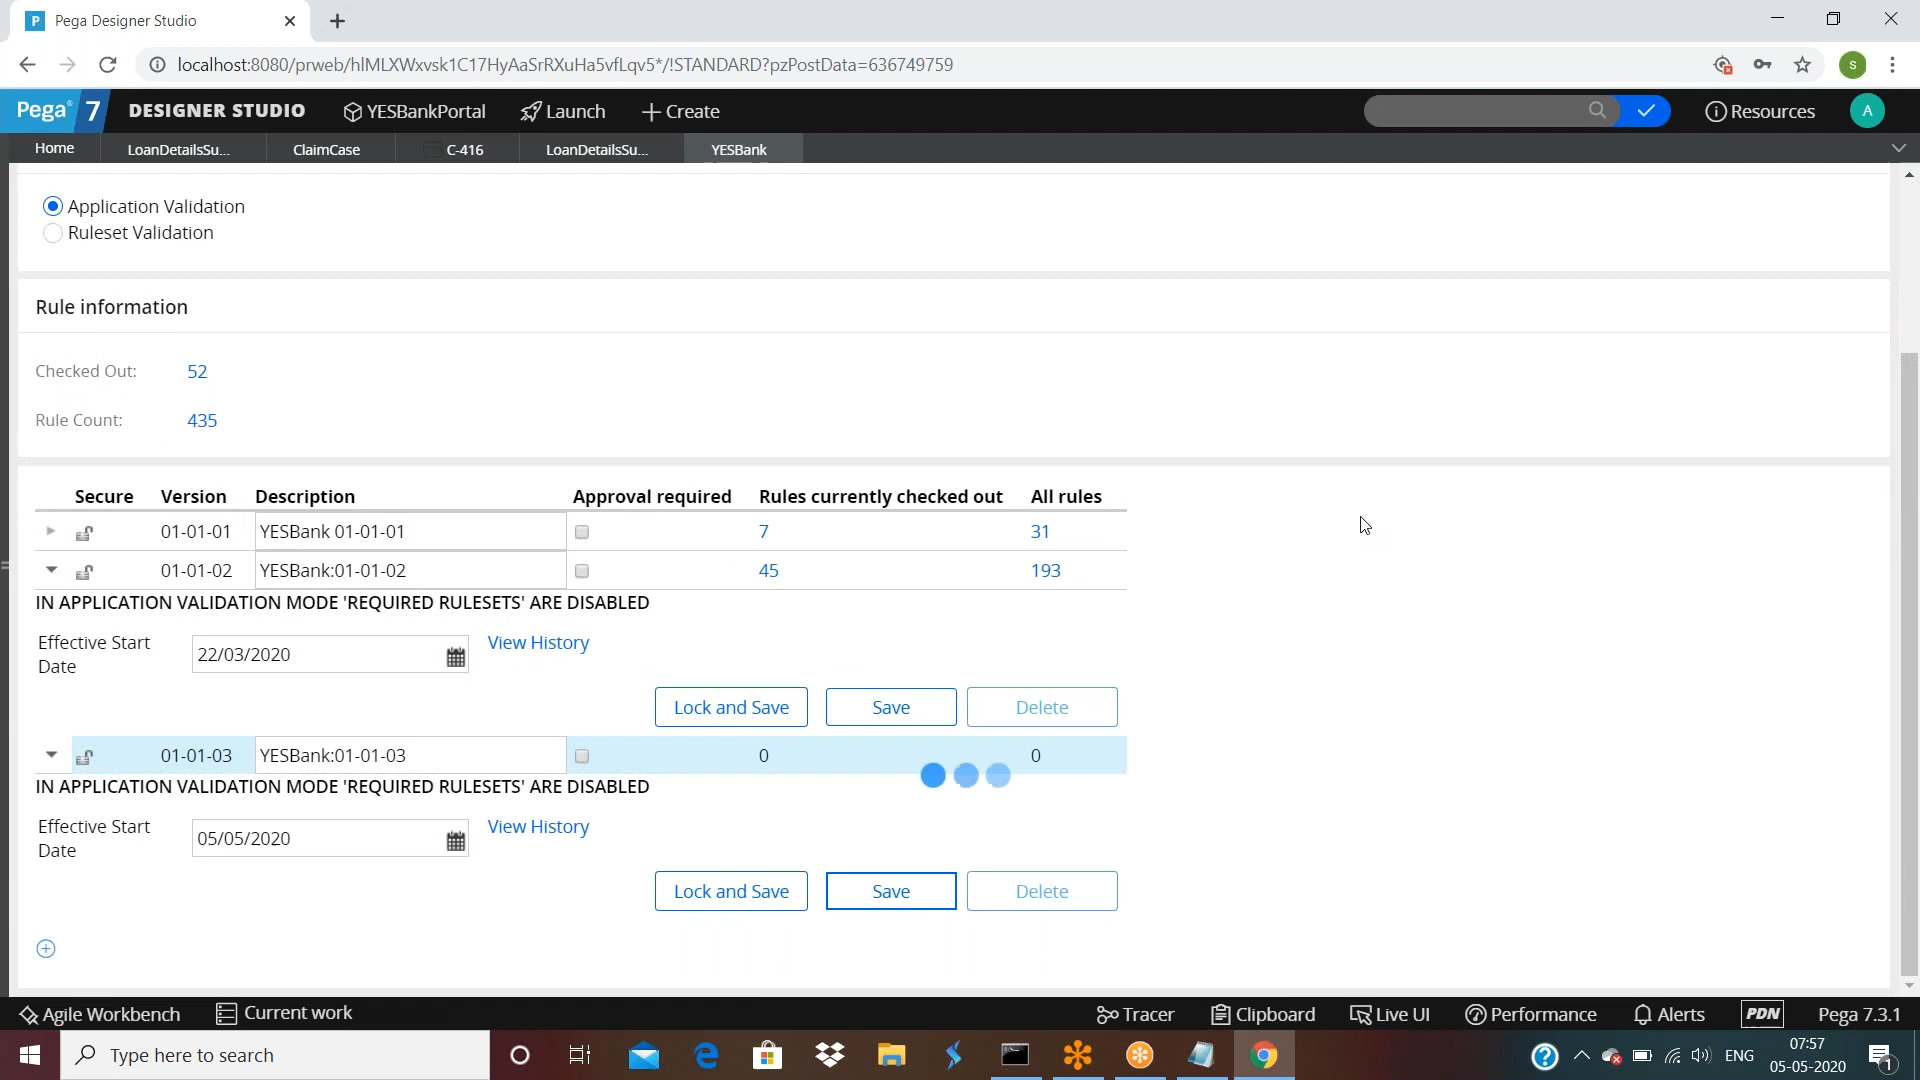 P Pega Designer Studio
localhost:8080/prweb/hlMLXWxvsk1C17HyAaSrRXuHa5vfLqv5*/!STANDARD?pzPostData=636749759
S
Pega 7 DESIGNER STUDIO YESBankPortal Launch Create Resources A
Home LoanDetailsSu... ClaimCase C-416 LoanDetailsSu... YESBank
Application Validation
Ruleset Validation
Rule information
Checked Out: 52
Rule Count: 435
Secure Version Description Approval required Rules currently checked out All rules
01-01-01 YESBank 01-01-01 7 31
01-01-02 YESBank:01-01-02 45 193
IN APPLICATION VALIDATION MODE 'REQUIRED RULESETS' ARE DISABLED
Effective Start
Date
22/03/2020 View History
Lock and Save Save Delete
01-01-03 YESBank:01-01-03 0 0
IN APPLICATION VALIDATION MODE 'REQUIRED RULESETS' ARE DISABLED
Effective Start
Date
05/05/2020 View History
Lock and Save Save Delete
Agile Workbench Current work Tracer Clipboard Live UI Performance Alerts PDN Pega 7.3.1
Type here to search ENG 07:57
05-05-2020 1